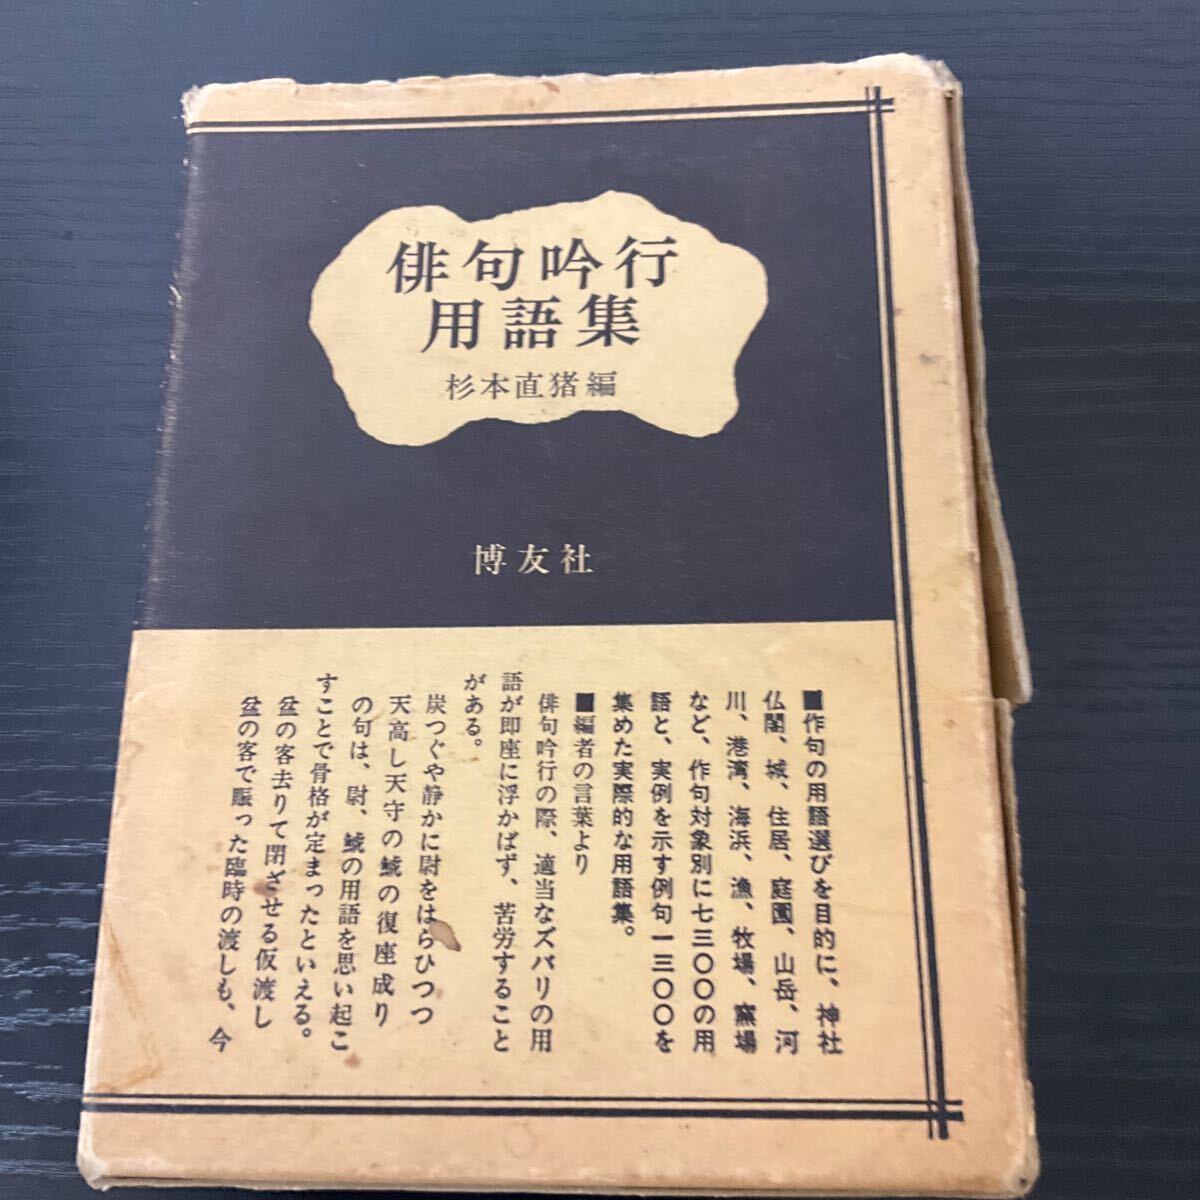 俳句吟行
用語集
杉本直猪編
博友社
■作句の用語選びを目的に、神社
仏閣、城、住居、庭園、山岳、河
川、港湾、海浜、漁、牧場、窯場
など、作句対象別に七三〇〇の用
語と、実例を示す例句一三〇〇を
集めた実際的な用語集。
■編者の言葉より
俳句吟行の際、適当なズバリの用
語が即座に浮かばず、苦労すること
がある。
炭つぐや静かに尉をはらひつつ
天高し天守の鯱の復座成り
の句は、尉、鯱の用語を思い起こ
すことで骨格が定まったといえる。
盆の客去りて閉ざせる仮渡し
盆の客で賑った臨時の渡しも、今